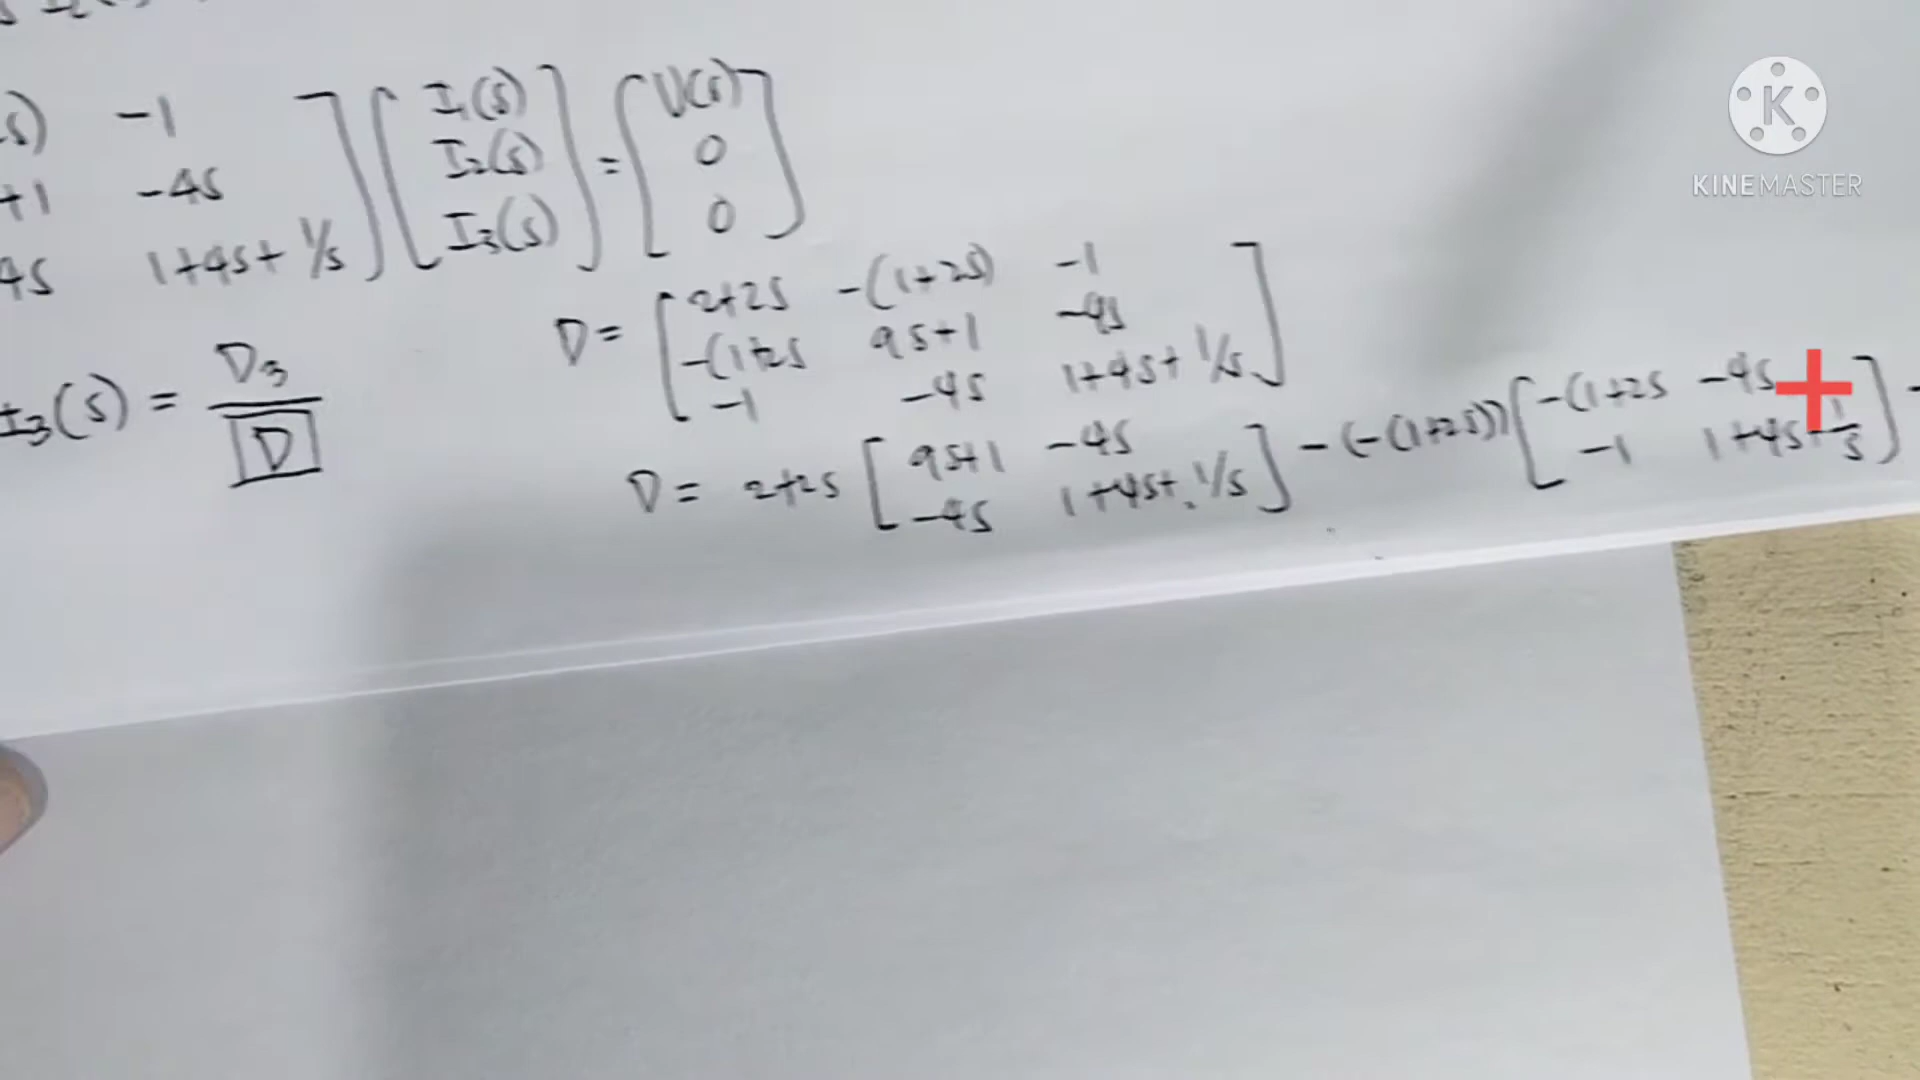 s) -1
+1 -4s
4s 1+4s+ 1/s
I1(s)
I2(s)
I3(s)
=
V(s)
0
0
I3(s) = D3 / D
D = 2+2s -(1+2s) -1
-(1+2s 9s+1 -4s
-1 -4s 1+4s+ 1/s
D = 2+2s [ 9s+1 -4s ] -(-(1+2s)) [ -(1+2s -4s ] -
-4s 1+4s+ 1/s -1 1+4s+ 1/s
K
KINEMASTER